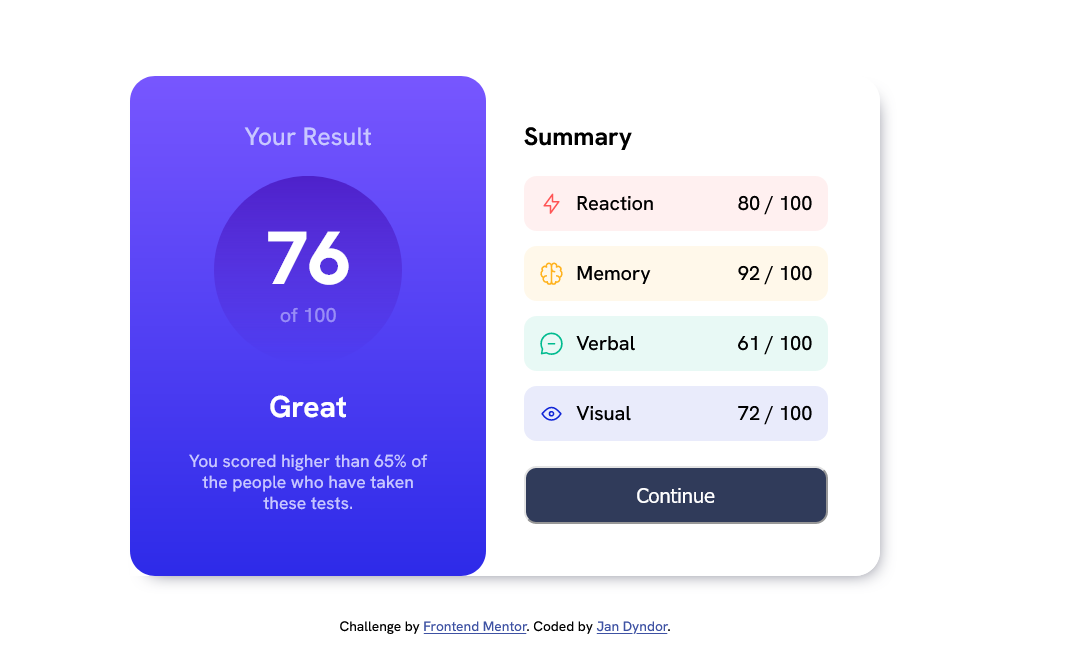 Your Result
76
of 100
Great
You scored higher than 65% of
the people who have taken
these tests.
Summary
Reaction 80 / 100
Memory 92 / 100
Verbal 61 / 100
Visual 72 / 100
Continue
Challenge by Frontend Mentor. Coded by Jan Dyndor.